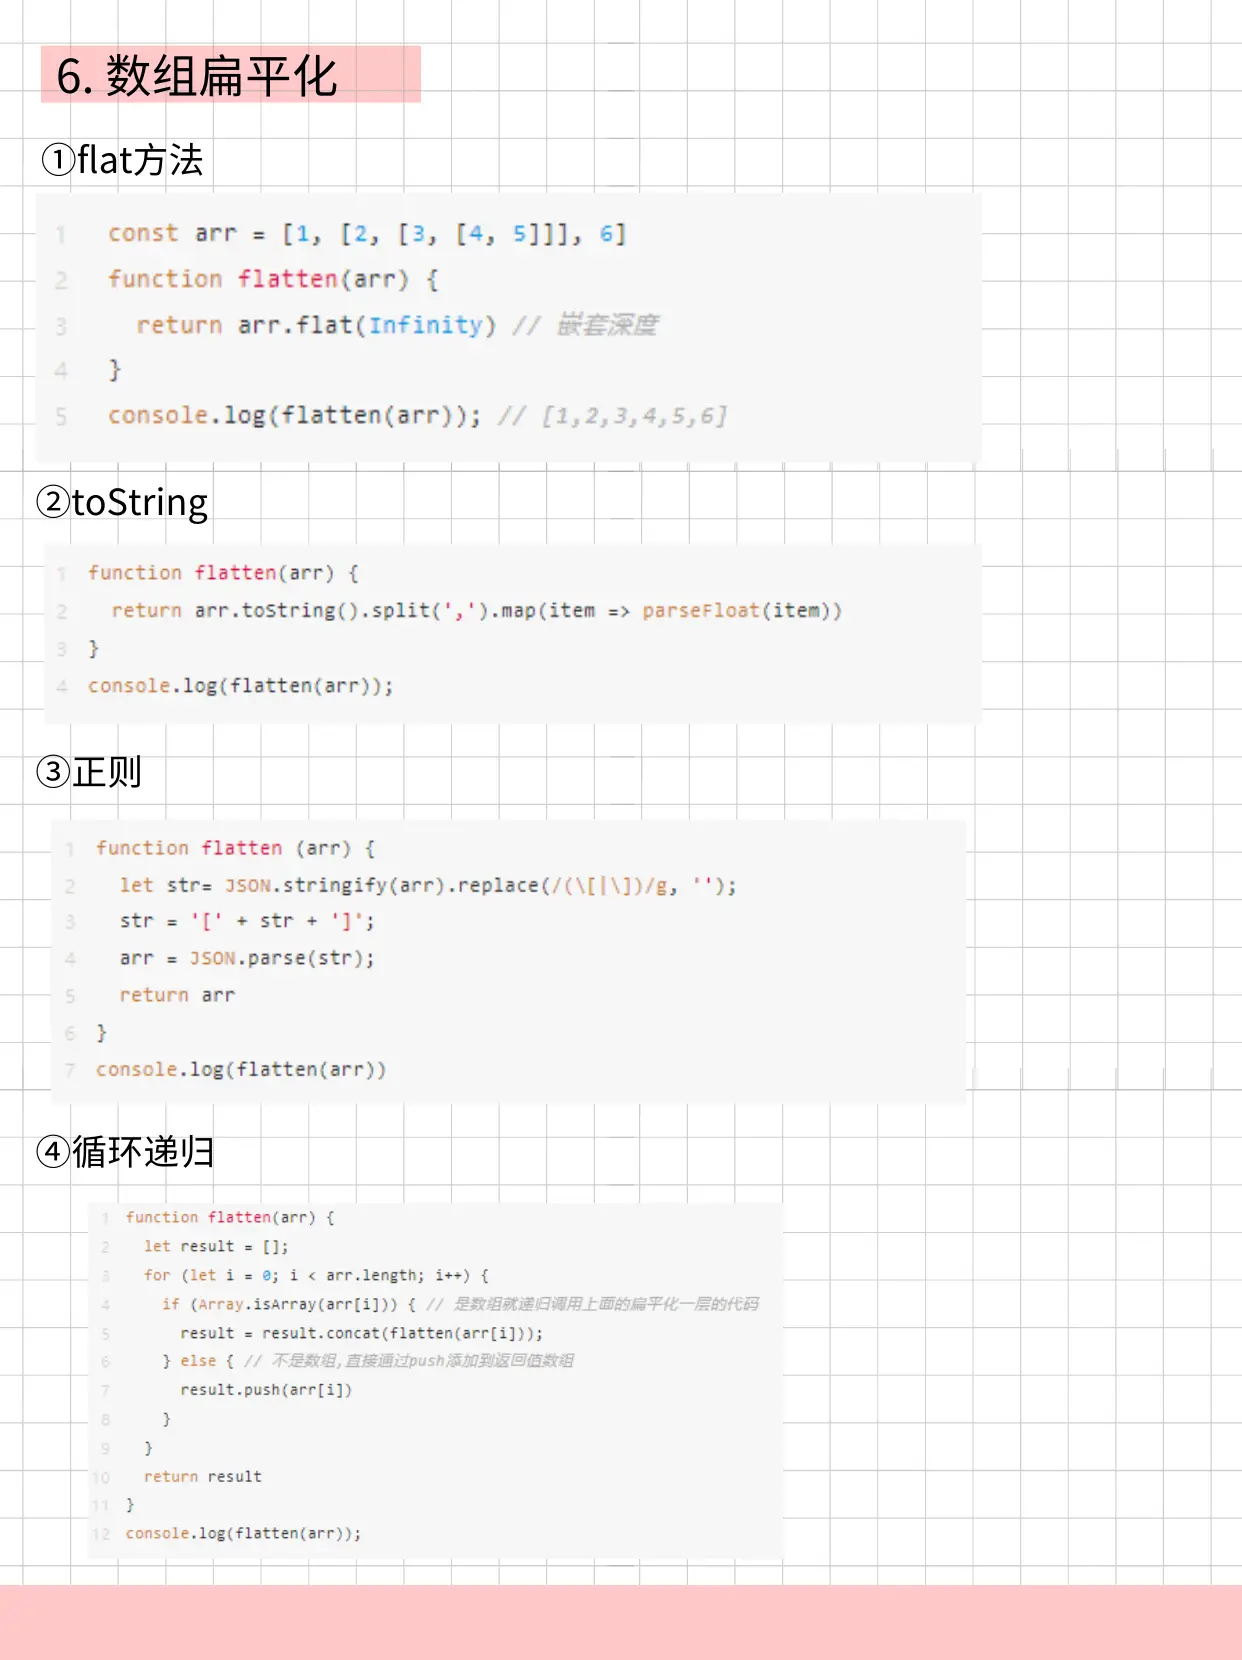 6. 数组扁平化
①flat方法
1 const arr = [1, [2, [3, [4, 5]]], 6]
2 function flatten(arr) {
3 return arr.flat(Infinity) // 嵌套深度
4 }
5 console.log(flatten(arr)); // [1,2,3,4,5,6]
②toString
1 function flatten(arr) {
2 return arr.toString().split(',').map(item => parseFloat(item))
3 }
4 console.log(flatten(arr));
③正则
1 function flatten (arr) {
2 let str= JSON.stringify(arr).replace(/(\[|\])/g, '');
3 str = '[' + str + ']';
4 arr = JSON.parse(str);
5 return arr
6 }
7 console.log(flatten(arr))
④循环递归
1 function flatten(arr) {
2 let result = [];
3 for (let i = 0; i < arr.length; i++) {
4 if (Array.isArray(arr[i])) { // 是数组就递归调用上面的扁平化一层的代码
5 result = result.concat(flatten(arr[i]));
6 } else { // 不是数组,直接通过push添加到返回值数组
7 result.push(arr[i])
8 }
9 }
10 return result
11 }
12 console.log(flatten(arr));